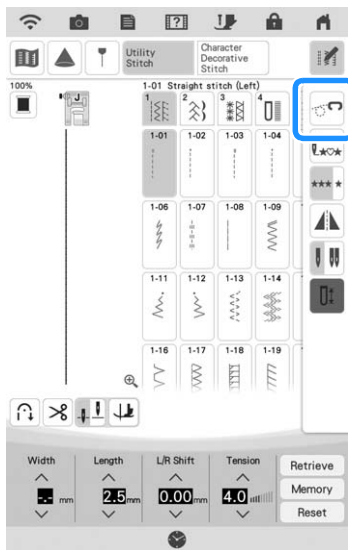 Utility
Stitch
Character
Decorative
Stitch
100%
1-01 Straight stitch (Left)
J
1 2 3 4
1-01 1-02 1-03 1-04
1-06 1-07 1-08 1-09
1-11 1-12 1-13 1-14
1-16 1-17 1-18 1-19
Width Length L/R Shift Tension
-.- mm 2.5 mm 0.00 mm 4.0
Retrieve
Memory
Reset